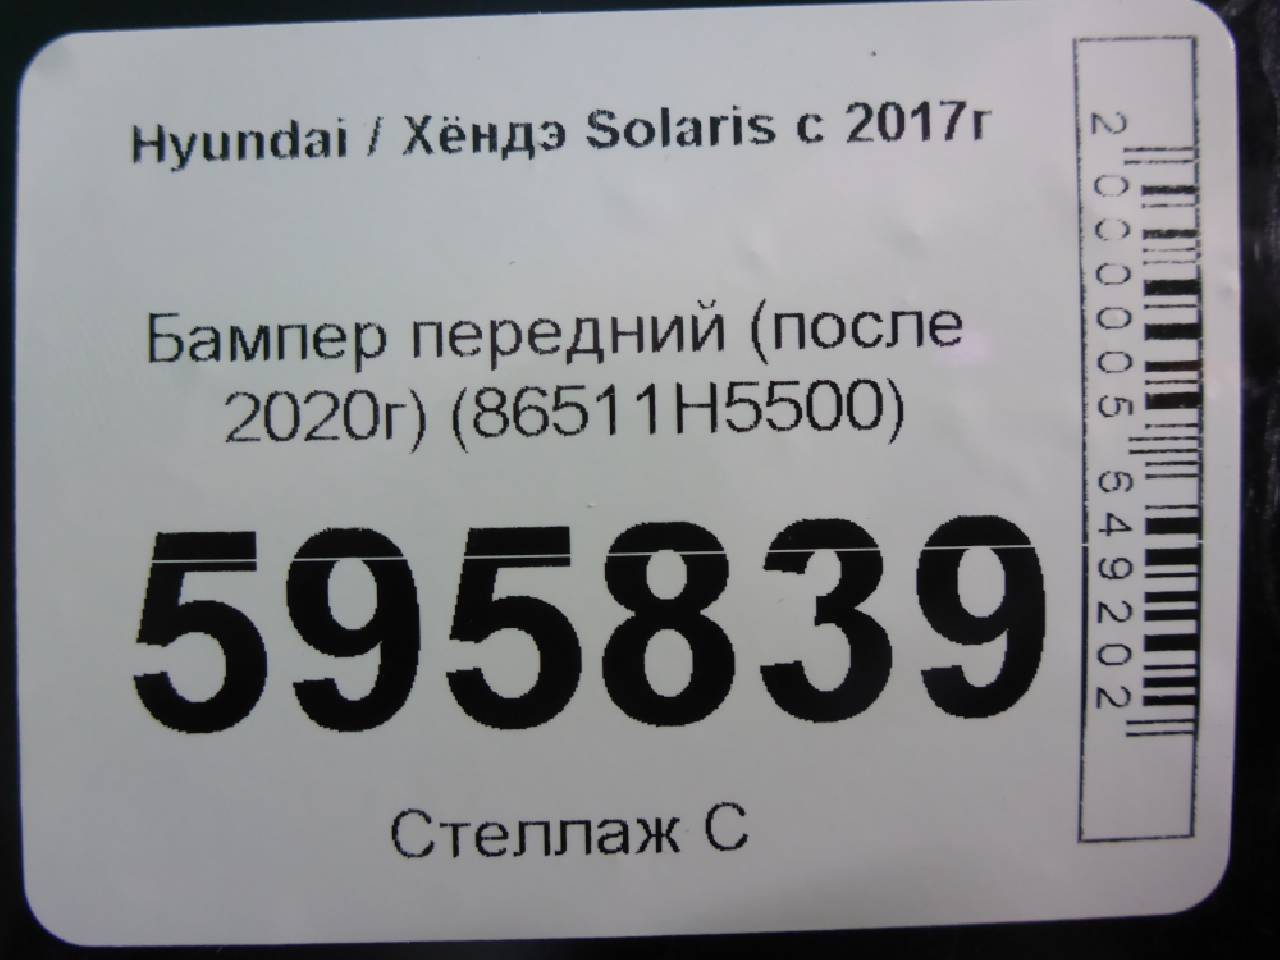 Hyundai / Хёндэ Solaris с 2017г
Бампер передний (после
2020г) (86511H5500)
595839
Стеллаж С
2000005649202